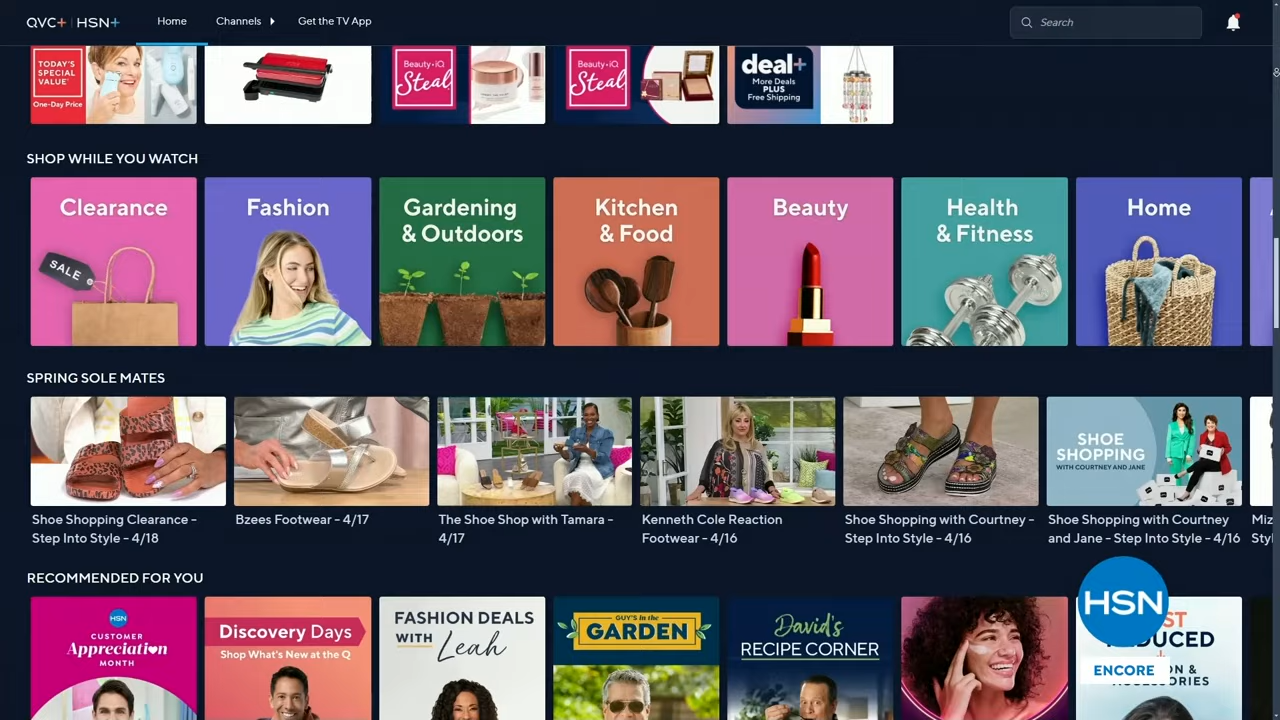 QVC+ | HSN+
Home
Channels
Get the TV App
Search
TODAY'S
SPECIAL
VALUE
One-Day Price
Beauty•iQ
Steal
Beauty•iQ
Steal
deal+
More Deals
PLUS
Free Shipping
SHOP WHILE YOU WATCH
Clearance
SALE
Fashion
Gardening
& Outdoors
Kitchen
& Food
Beauty
Health
& Fitness
Home
SPRING SOLE MATES
SHOE
SHOPPING
WITH COURTNEY AND JANE
Shoe Shopping Clearance -
Step Into Style - 4/18
Bzees Footwear - 4/17
The Shoe Shop with Tamara -
4/17
Kenneth Cole Reaction
Footwear - 4/16
Shoe Shopping with Courtney -
Step Into Style - 4/16
Shoe Shopping with Courtney
and Jane - Step Into Style - 4/16
RECOMMENDED FOR YOU
HSN
CUSTOMER
Appreciation
MONTH
Discovery Days
Shop What's New at the Q
FASHION DEALS
WITH Leah
GUY'S in the
GARDEN
David's
RECIPE CORNER
HSN
ENCORE